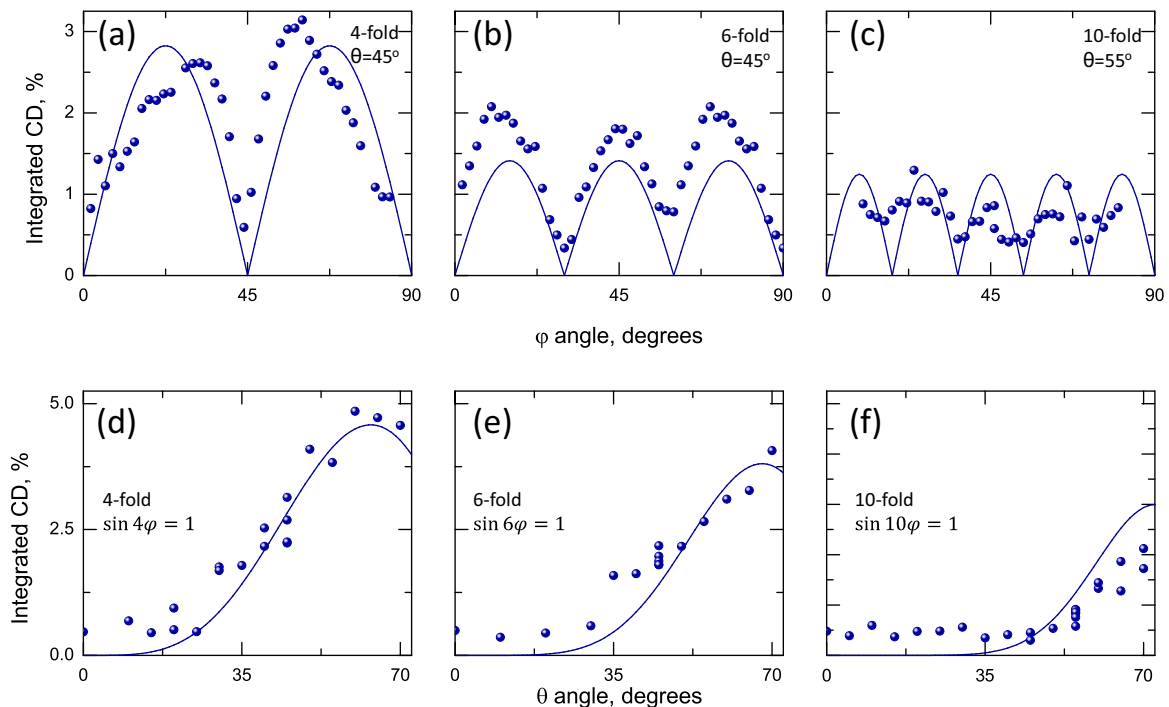 (a)
4-fold
θ=45°
(b)
6-fold
θ=45°
(c)
10-fold
θ=55°
Integrated CD, %
3
2
1
0
0 45 90
0 45 90
0 45 90
φ angle, degrees
(d)
4-fold
sin 4φ = 1
(e)
6-fold
sin 6φ = 1
(f)
10-fold
sin 10φ = 1
Integrated CD, %
5.0
2.5
0.0
0 35 70
0 35 70
0 35 70
θ angle, degrees